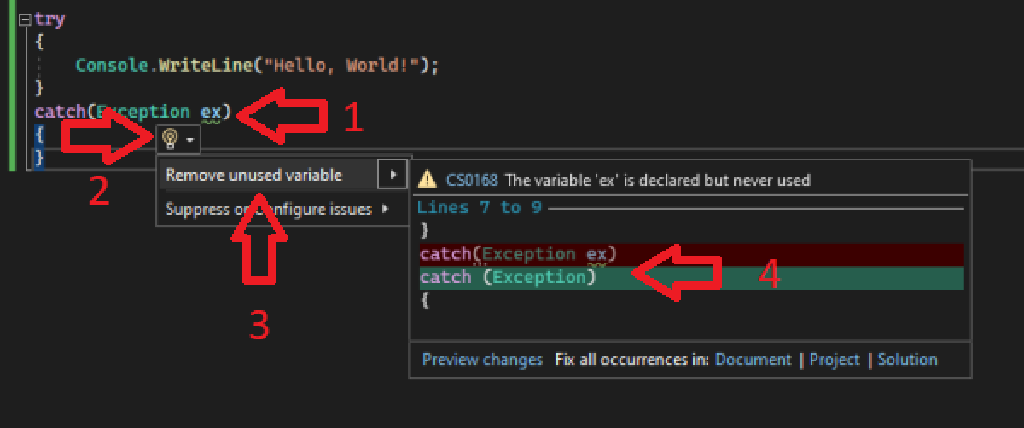 try
{
Console.WriteLine("Hello, World!");
}
catch(Exception ex)
1
{
2
}
Remove unused variable
Suppress or Configure issues
3
CS0168 The variable 'ex' is declared but never used
Lines 7 to 9
}
catch(Exception ex)
catch (Exception)
4
{
Preview changes Fix all occurrences in: Document | Project | Solution